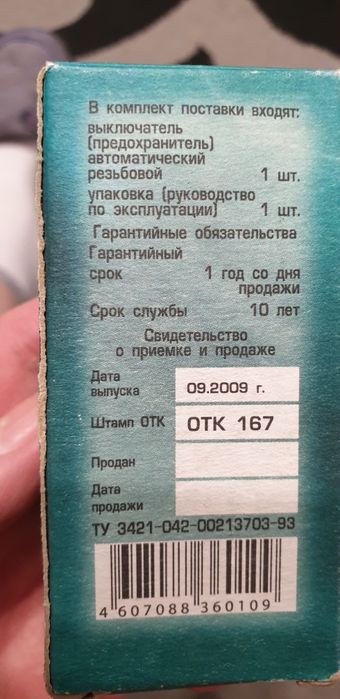 В комплект поставки входят:
выключатель
(предохранитель)
автоматический
резьбовой 1 шт.
упаковка (руководство
по эксплуатации) 1 шт.
Гарантийные обязательства
Гарантийный
срок 1 год со дня
продажи
Срок службы 10 лет
Свидетельство
о приемке и продаже
Дата
выпуска 09.2009 г.
Штамп ОТК ОТК 167
Продан
Дата
продажи
ТУ 3421-042-00213703-93
4 607088 360109